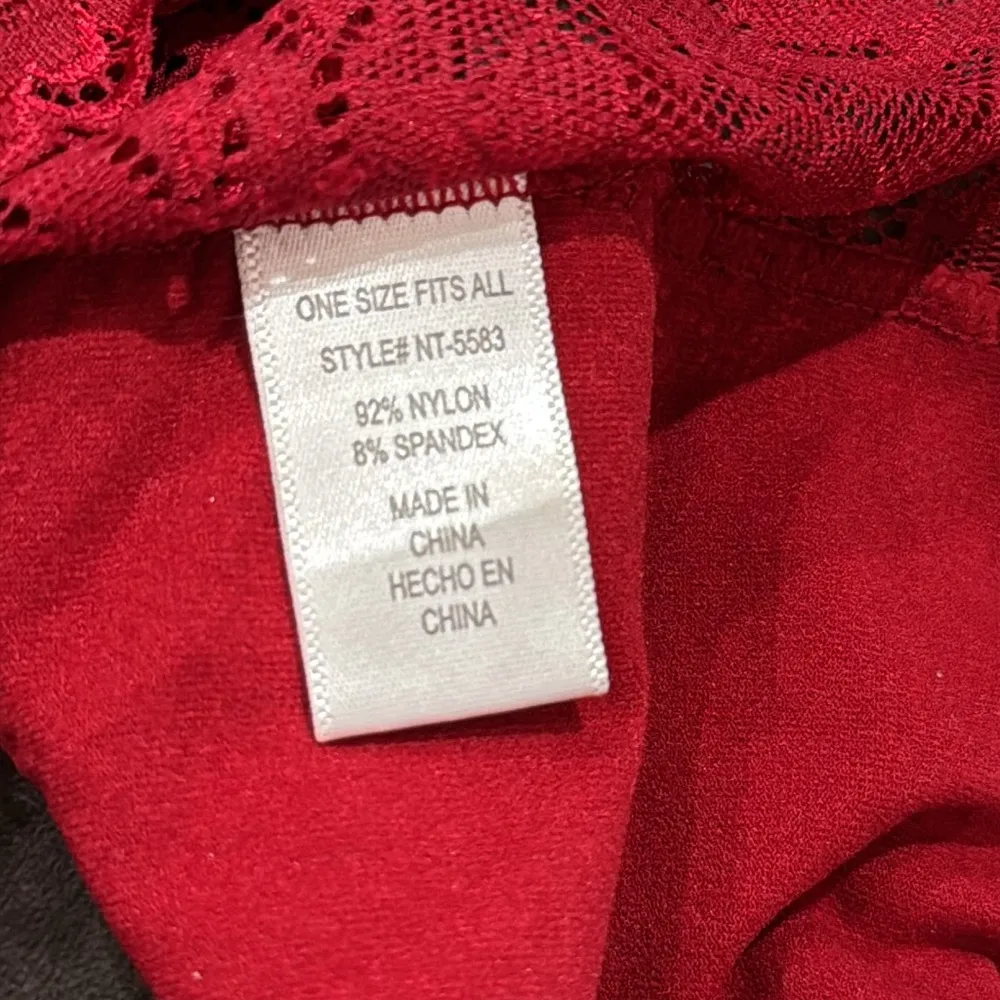 ONE SIZE FITS ALL
STYLE# NT-5583
92% NYLON
8% SPANDEX
MADE IN
CHINA
HECHO EN
CHINA